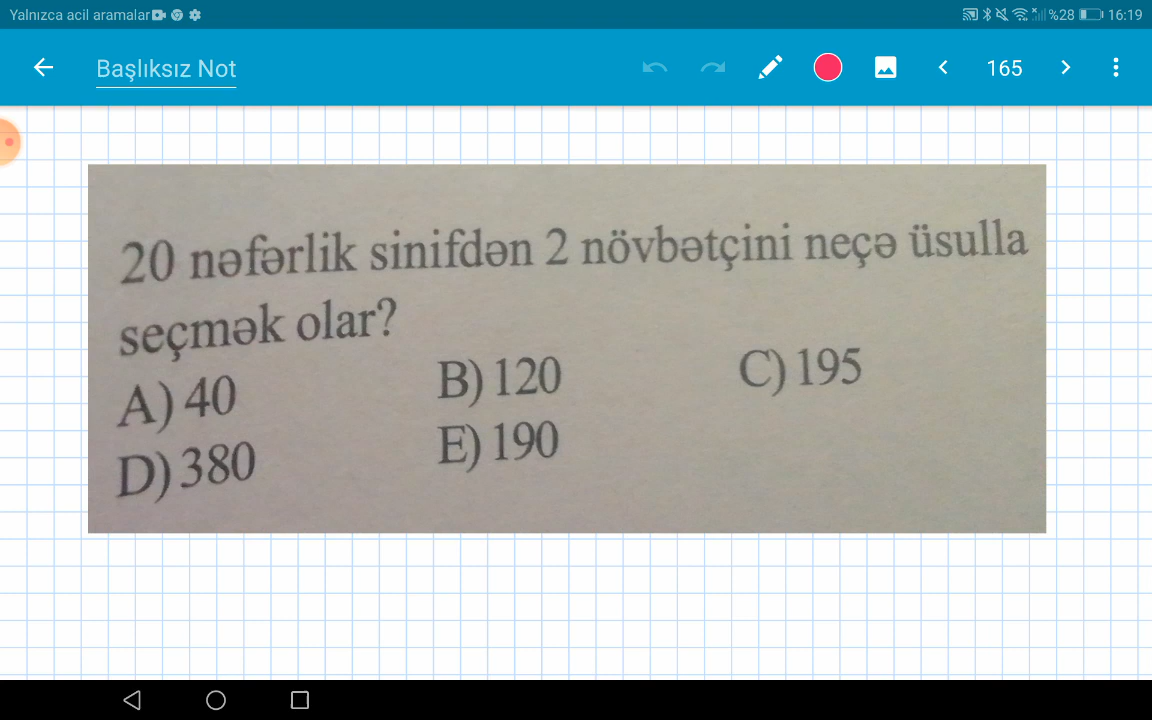 Yalnızca acil aramalar %28 16:19
Başlıksız Not 165
20 nəfərlik sinifdən 2 növbətçini neçə üsulla
seçmək olar?
A) 40 B) 120 C) 195
D) 380 E) 190